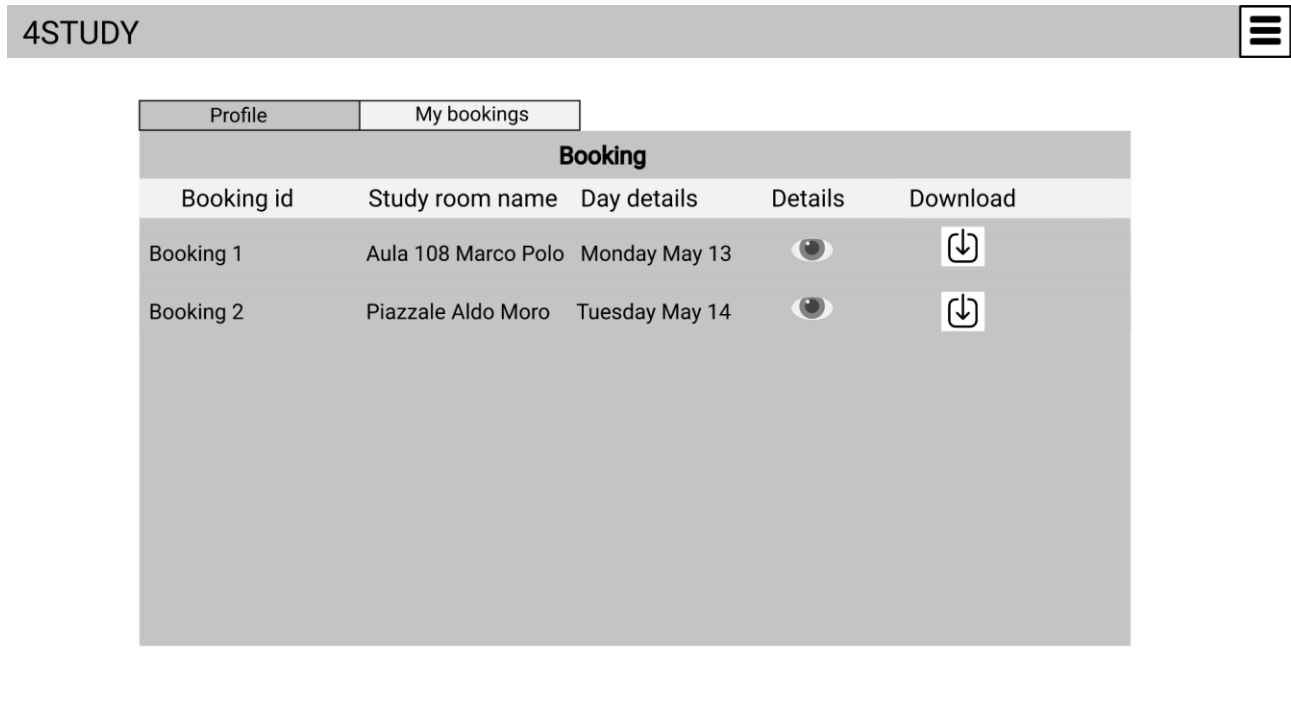 4STUDY
Profile My bookings
Booking
Booking id Study room name Day details Details Download
Booking 1 Aula 108 Marco Polo Monday May 13
Booking 2 Piazzale Aldo Moro Tuesday May 14